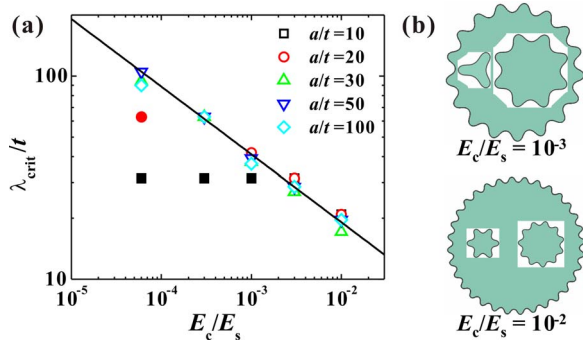 (a)
a/t=10
a/t=20
a/t=30
a/t=50
a/t=100
100
10
λcrit/t
10⁻⁵ 10⁻⁴ 10⁻³ 10⁻²
Ec/Es
(b)
Ec/Es = 10⁻³
Ec/Es = 10⁻²